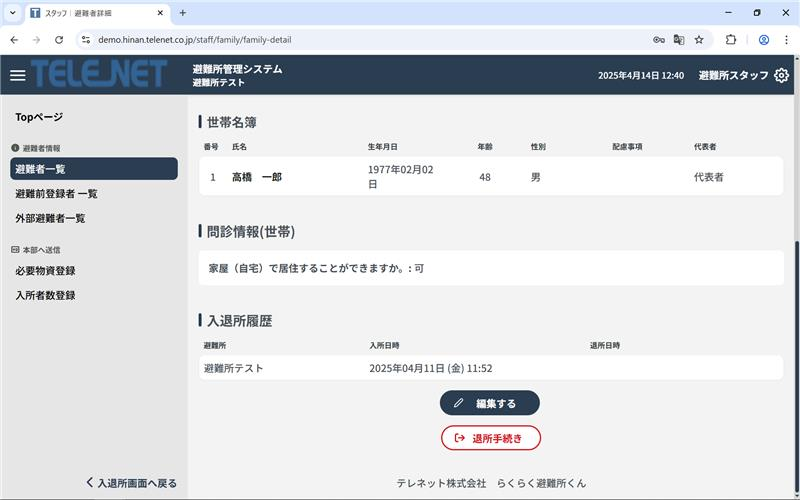 スタッフ｜避難者詳細
demo.hinan.telenet.co.jp/staff/family/family-detail
TELE.NET
避難所管理システム
避難所テスト
2025年4月14日 12:40
避難所スタッフ
Topページ
避難者情報
避難者一覧
避難前登録者 一覧
外部避難者一覧
本部へ送信
必要物資登録
入所者数登録
入退所画面へ戻る
世帯名簿
番号 氏名 生年月日 年齢 性別 配慮事項 代表者
1 高橋　一郎 1977年02月02日 48 男 代表者
問診情報(世帯)
家屋（自宅）で居住することができますか。: 可
入退所履歴
避難所 入所日時 退所日時
避難所テスト 2025年04月11日 (金) 11:52
編集する
退所手続き
テレネット株式会社　らくらく避難所くん